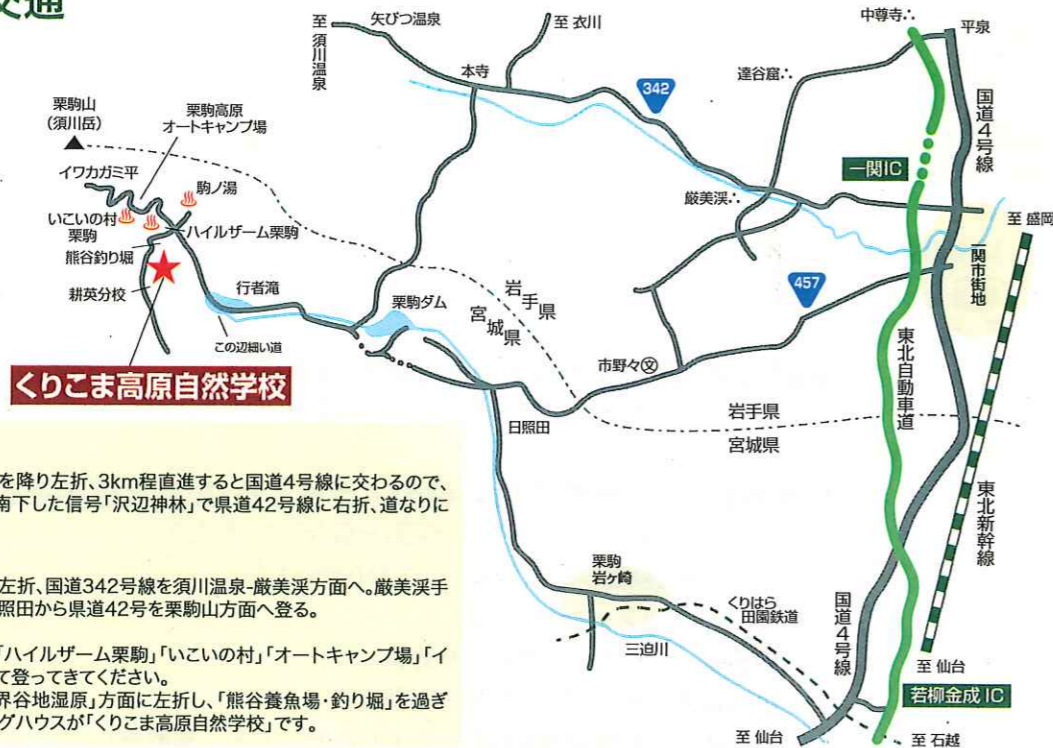 交通
至須川温泉
矢びつ温泉
至 衣川
中尊寺∴
平泉
本寺
達谷窟∴
342
国道4号線
栗駒山
(須川岳)
栗駒高原
オートキャンプ場
イワカガミ平
駒ノ湯
一関IC
厳美渓∴
至 盛岡
いこいの村
栗駒
ハイルザーム栗駒
熊谷釣り堀
耕英分校
行者滝
栗駒ダム
岩手県
宮城県
457
一関市街地
この辺細い道
市野々文
東北自動車道
くりこま高原自然学校
日照田
岩手県
宮城県
を降り左折、3km程直進すると国道4号線に交わるので、
南下した信号「沢辺神林」で県道42号線に右折、道なりに
東北新幹線
左折、国道342号線を須川温泉-厳美渓方面へ。厳美渓手
照田から県道42号を栗駒山方面へ登る。
栗駒
岩ヶ崎
くりはら
田園鉄道
国道4号線
三迫川
「ハイルザーム栗駒」「いこいの村」「オートキャンプ場」「イ
て登ってきてください。
界谷地湿原」方面に左折し、「熊谷養魚場・釣り堀」を過ぎ
グハウスが「くりこま高原自然学校」です。
至 仙台
若柳金成 IC
至 仙台
至 石越